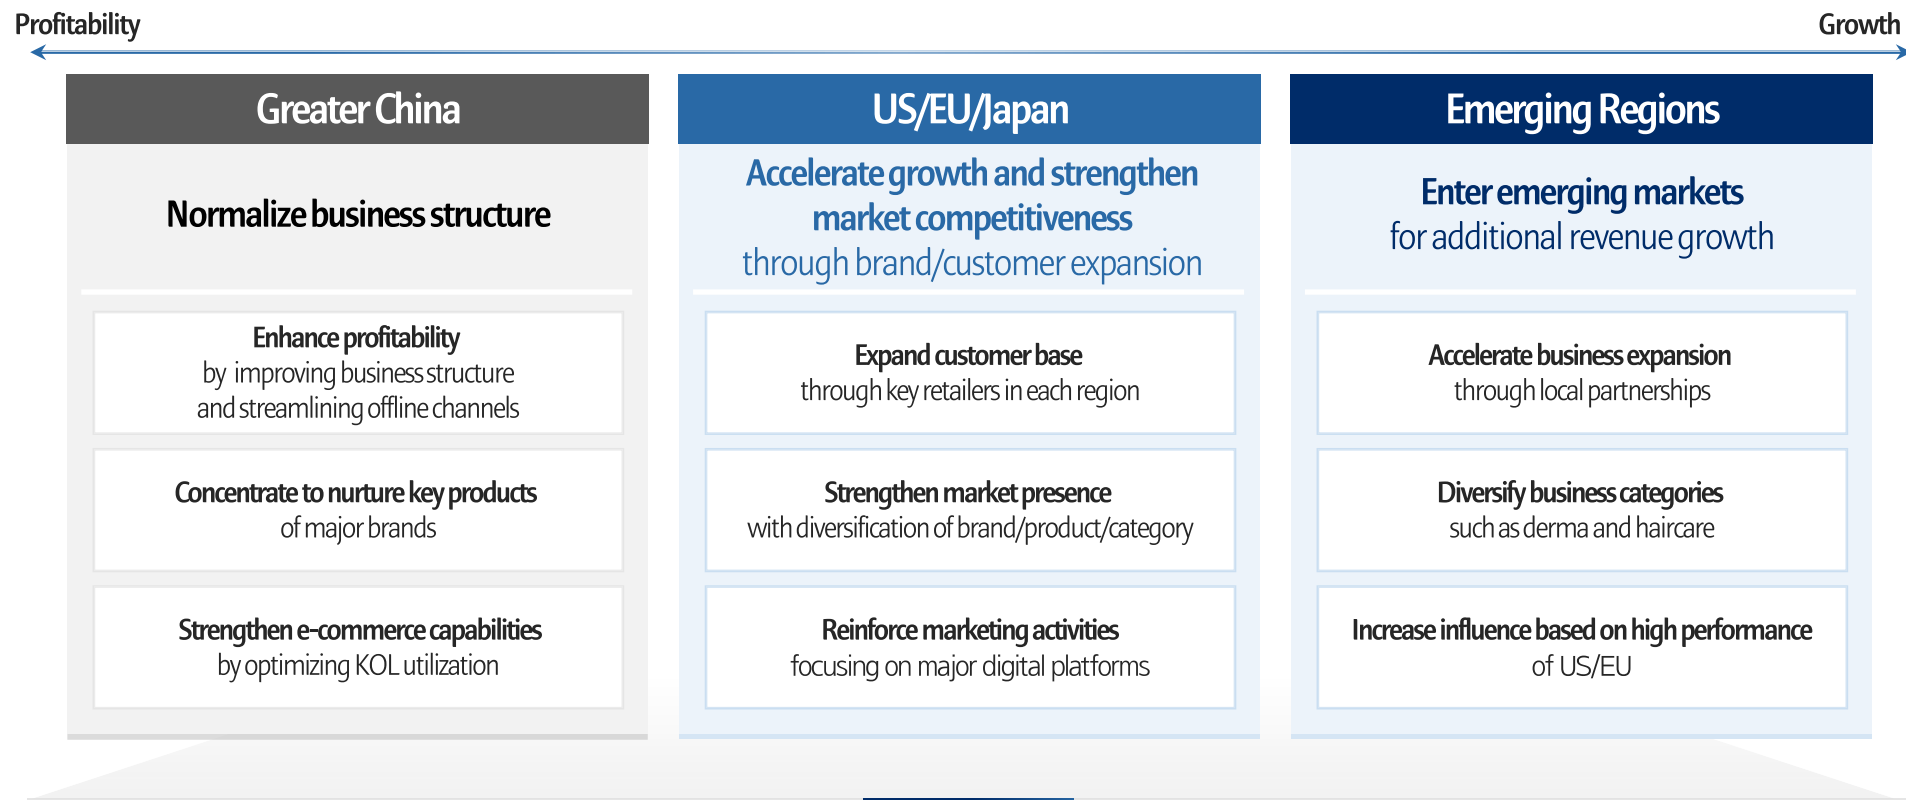 Profitability
Growth
Greater China
Normalize business structure
Enhance profitability
by improving business structure
and streamlining offline channels
Concentrate to nurture key products
of major brands
Strengthen e-commerce capabilities
by optimizing KOL utilization
US/EU/Japan
Accelerate growth and strengthen
market competitiveness
through brand/customer expansion
Expand customer base
through key retailers in each region
Strengthen market presence
with diversification of brand/product/category
Reinforce marketing activities
focusing on major digital platforms
Emerging Regions
Enter emerging markets
for additional revenue growth
Accelerate business expansion
through local partnerships
Diversify business categories
such as derma and haircare
Increase influence based on high performance
of US/EU